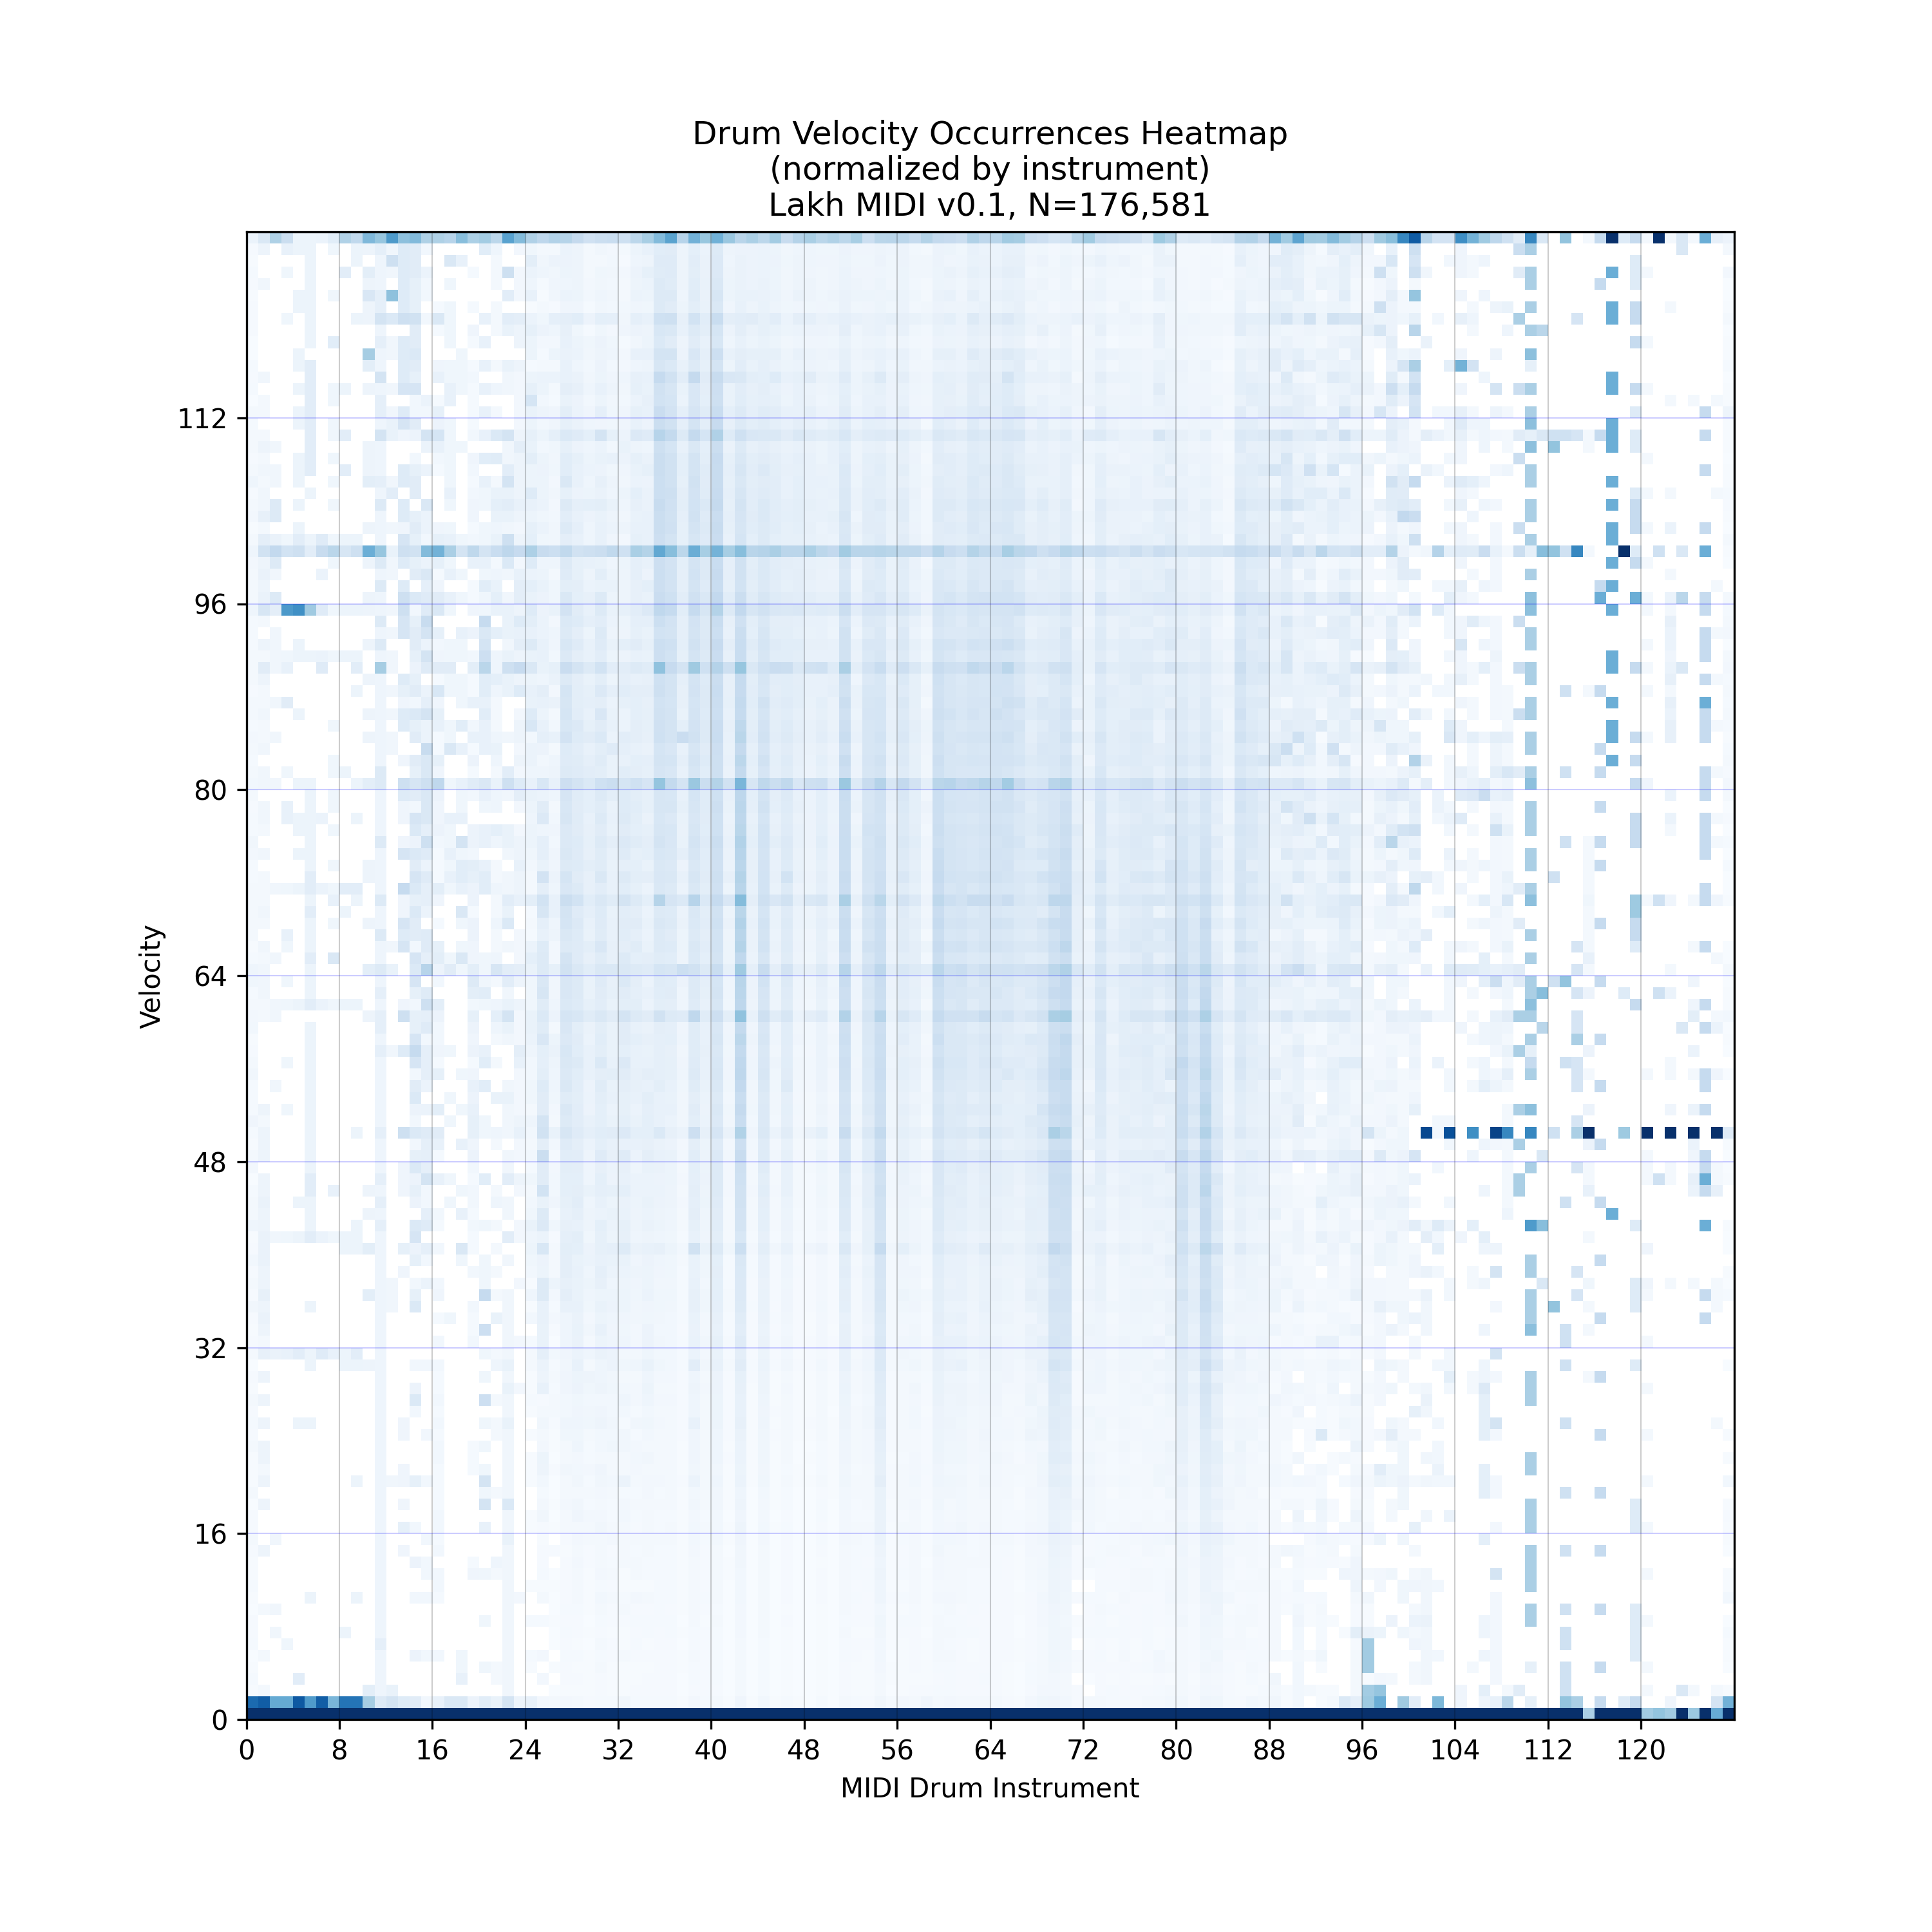 Drum Velocity Occurrences Heatmap
(normalized by instrument)
Lakh MIDI v0.1, N=176,581
112
96
80
64
48
32
16
0
Velocity
0 8 16 24 32 40 48 56 64 72 80 88 96 104 112 120
MIDI Drum Instrument